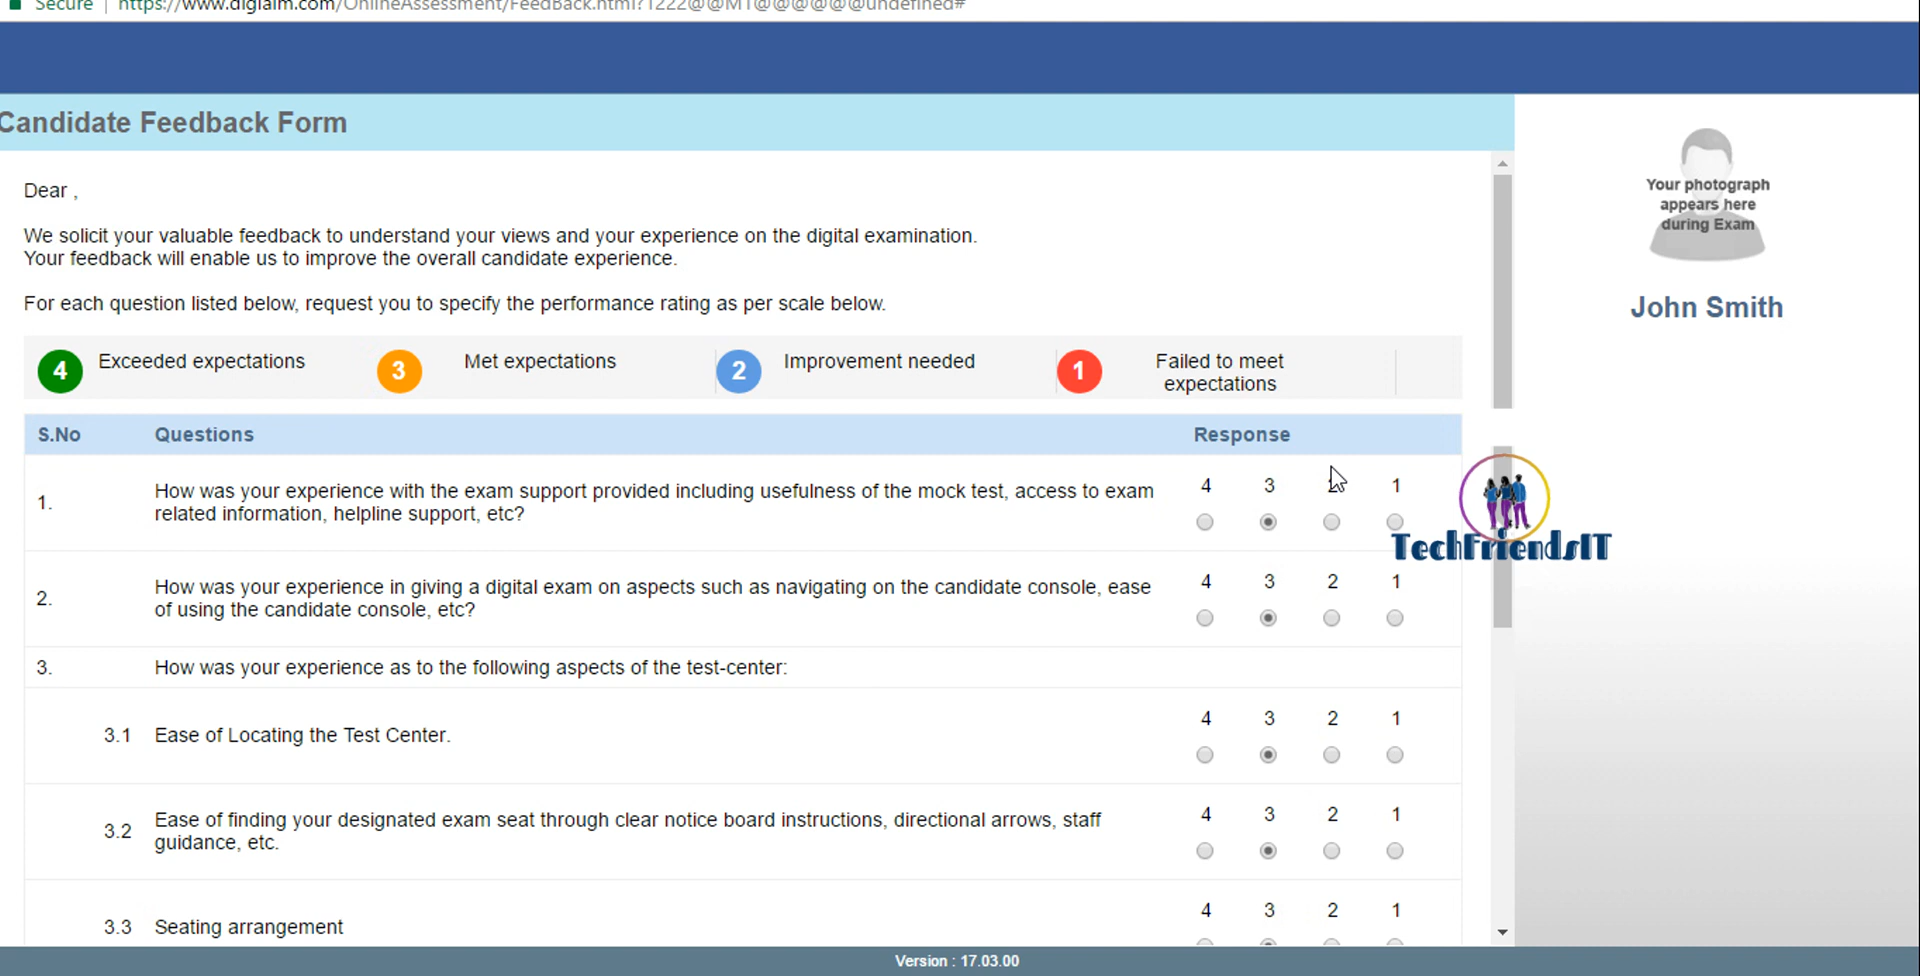 Secure https://www.digialm.com/OnlineAssessment/FeedBack.html?1222@@M1@@@@@@undefined#
Candidate Feedback Form
Dear ,
We solicit your valuable feedback to understand your views and your experience on the digital examination.
Your feedback will enable us to improve the overall candidate experience.
For each question listed below, request you to specify the performance rating as per scale below.
4 Exceeded expectations 3 Met expectations 2 Improvement needed 1 Failed to meet
expectations
S.No Questions Response
1. How was your experience with the exam support provided including usefulness of the mock test, access to exam
related information, helpline support, etc?
4 3 2 1
2. How was your experience in giving a digital exam on aspects such as navigating on the candidate console, ease
of using the candidate console, etc?
4 3 2 1
3. How was your experience as to the following aspects of the test-center:
3.1 Ease of Locating the Test Center.
4 3 2 1
3.2 Ease of finding your designated exam seat through clear notice board instructions, directional arrows, staff
guidance, etc.
4 3 2 1
3.3 Seating arrangement
4 3 2 1
Your photograph
appears here
during Exam
John Smith
TechFriendsIT
Version : 17.03.00